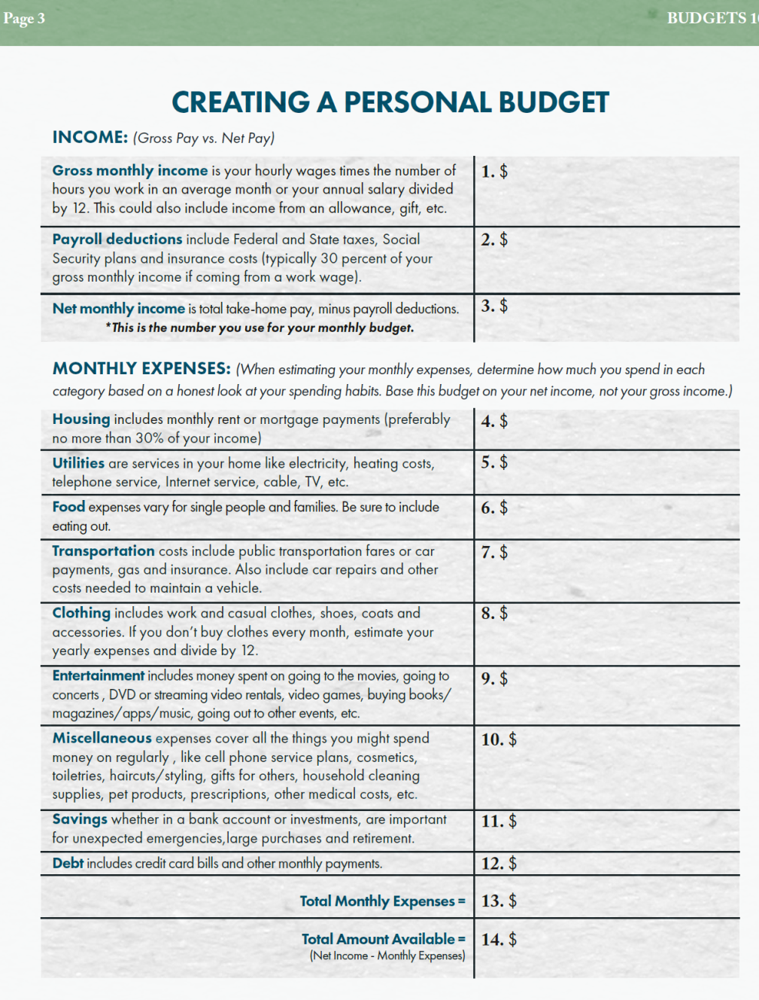 Page 3
BUDGETS 10
CREATING A PERSONAL BUDGET
INCOME: (Gross Pay vs. Net Pay)
Gross monthly income is your hourly wages times the number of
hours you work in an average month or your annual salary divided
by 12. This could also include income from an allowance, gift, etc.
1. $
Payroll deductions include Federal and State taxes, Social
Security plans and insurance costs (typically 30 percent of your
gross monthly income if coming from a work wage).
2. $
Net monthly income is total take-home pay, minus payroll deductions.
*This is the number you use for your monthly budget.
3. $
MONTHLY EXPENSES: (When estimating your monthly expenses, determine how much you spend in each
category based on a honest look at your spending habits. Base this budget on your net income, not your gross income.)
Housing includes monthly rent or mortgage payments (preferably
no more than 30% of your income)
4. $
Utilities are services in your home like electricity, heating costs,
telephone service, Internet service, cable, TV, etc.
5. $
Food expenses vary for single people and families. Be sure to include
eating out.
6. $
Transportation costs include public transportation fares or car
payments, gas and insurance. Also include car repairs and other
costs needed to maintain a vehicle.
7. $
Clothing includes work and casual clothes, shoes, coats and
accessories. If you don't buy clothes every month, estimate your
yearly expenses and divide by 12.
8. $
Entertainment includes money spent on going to the movies, going to
concerts , DVD or streaming video rentals, video games, buying books/
magazines/apps/music, going out to other events, etc.
9. $
Miscellaneous expenses cover all the things you might spend
money on regularly , like cell phone service plans, cosmetics,
toiletries, haircuts/styling, gifts for others, household cleaning
supplies, pet products, prescriptions, other medical costs, etc.
10. $
Savings whether in a bank account or investments, are important
for unexpected emergencies,large purchases and retirement.
11. $
Debt includes credit card bills and other monthly payments.
12. $
Total Monthly Expenses =
13. $
Total Amount Available =
(Net Income - Monthly Expenses)
14. $